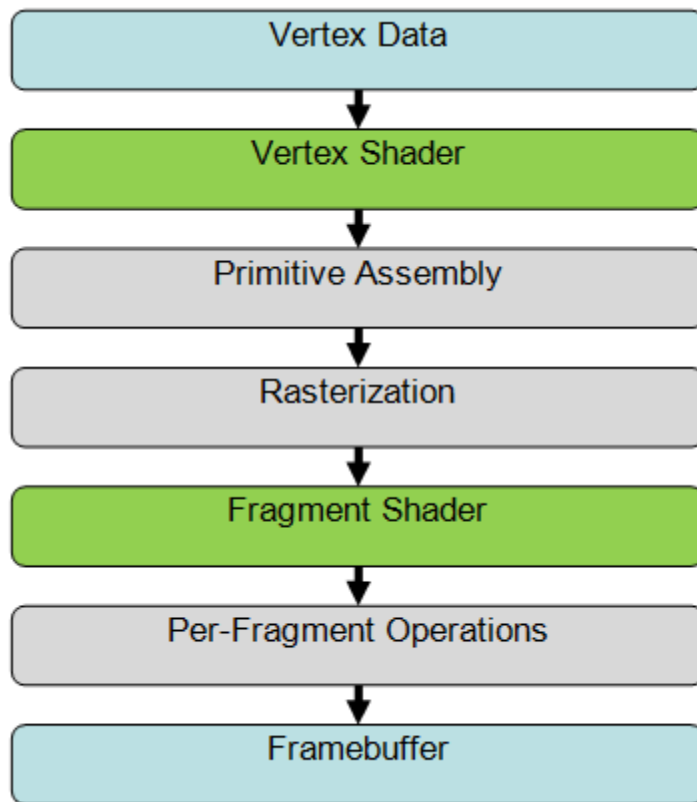 Vertex Data
Vertex Shader
Primitive Assembly
Rasterization
Fragment Shader
Per-Fragment Operations
Framebuffer